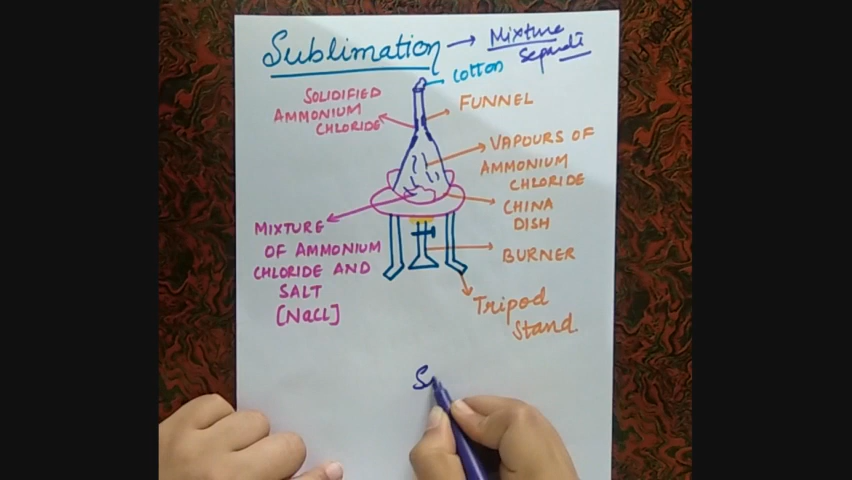 Sublimation → Mixture
Separati
Cotton
SOLIDIFIED
AMMONIUM
CHLORIDE
FUNNEL
VAPOURS OF
AMMONIUM
CHLORIDE
CHINA
DISH
MIXTURE
OF AMMONIUM
CHLORIDE AND
SALT
[NaCl]
BURNER
Tripod
Stand
S